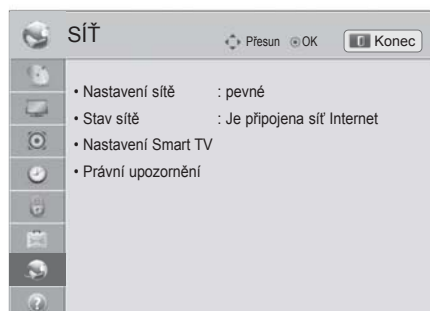 SÍŤ
Přesun OK Konec
• Nastavení sítě : pevné
• Stav sítě : Je připojena síť Internet
• Nastavení Smart TV
• Právní upozornění